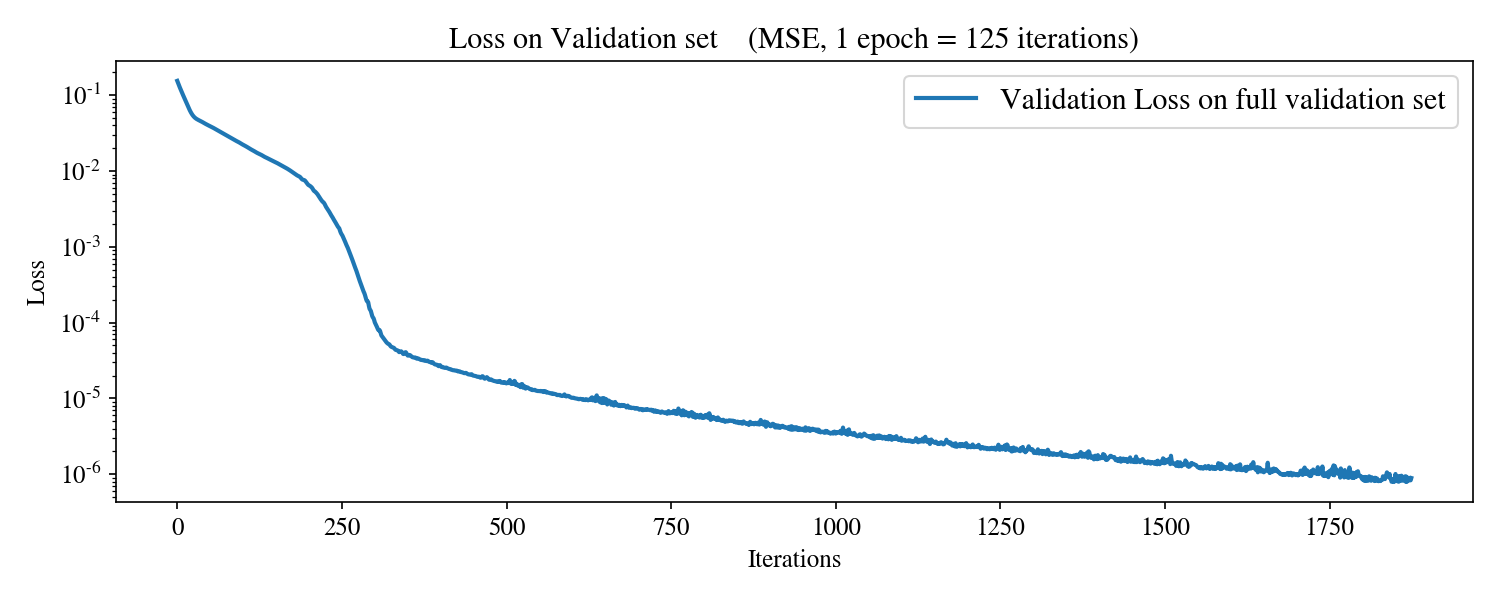 Loss on Validation set (MSE, 1 epoch = 125 iterations)
Validation Loss on full validation set
10⁻¹
10⁻²
10⁻³
10⁻⁴
10⁻⁵
10⁻⁶
Loss
0 250 500 750 1000 1250 1500 1750
Iterations